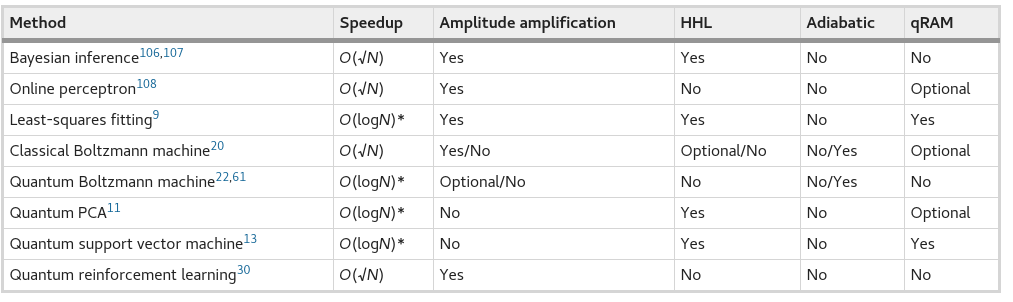 Method Speedup Amplitude amplification HHL Adiabatic qRAM
Bayesian inference106,107 O(√N) Yes Yes No No
Online perceptron108 O(√N) Yes No No Optional
Least-squares fitting9 O(logN)* Yes Yes No Yes
Classical Boltzmann machine20 O(√N) Yes/No Optional/No No/Yes Optional
Quantum Boltzmann machine22,61 O(logN)* Optional/No No No/Yes No
Quantum PCA11 O(logN)* No Yes No Optional
Quantum support vector machine13 O(logN)* No Yes No Yes
Quantum reinforcement learning30 O(√N) Yes No No No